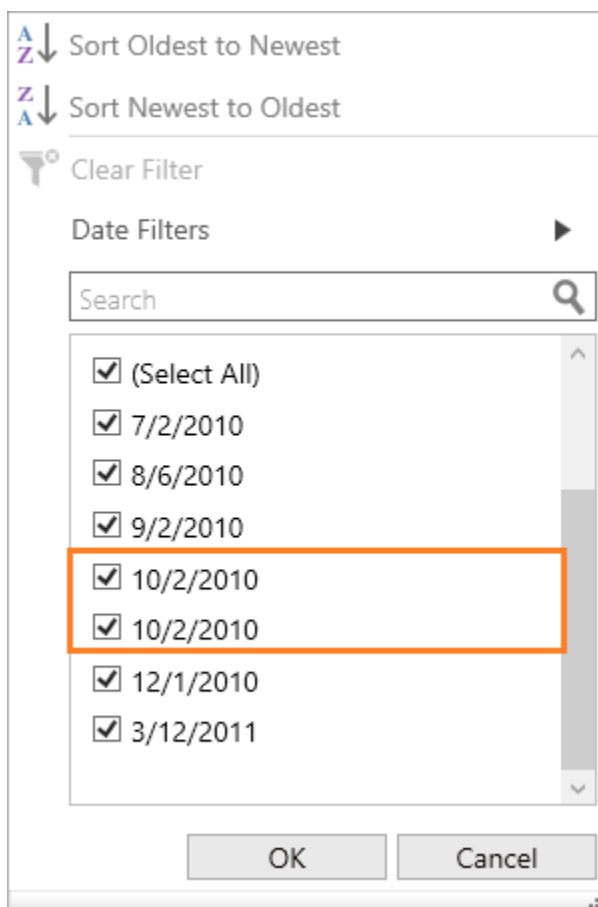 Sort Oldest to Newest
Sort Newest to Oldest
Clear Filter
Date Filters
Search
(Select All)
7/2/2010
8/6/2010
9/2/2010
10/2/2010
10/2/2010
12/1/2010
3/12/2011
OK Cancel